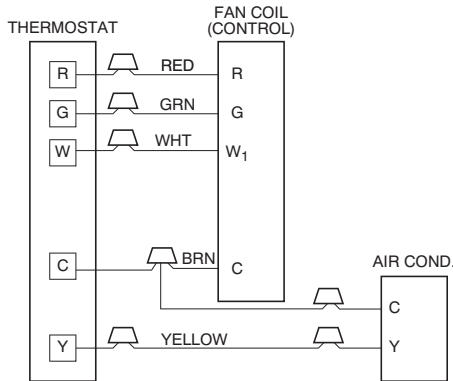 FAN COIL
(CONTROL)
THERMOSTAT
R RED R
G GRN G
W WHT W₁
C BRN C
AIR COND.
C
Y YELLOW Y